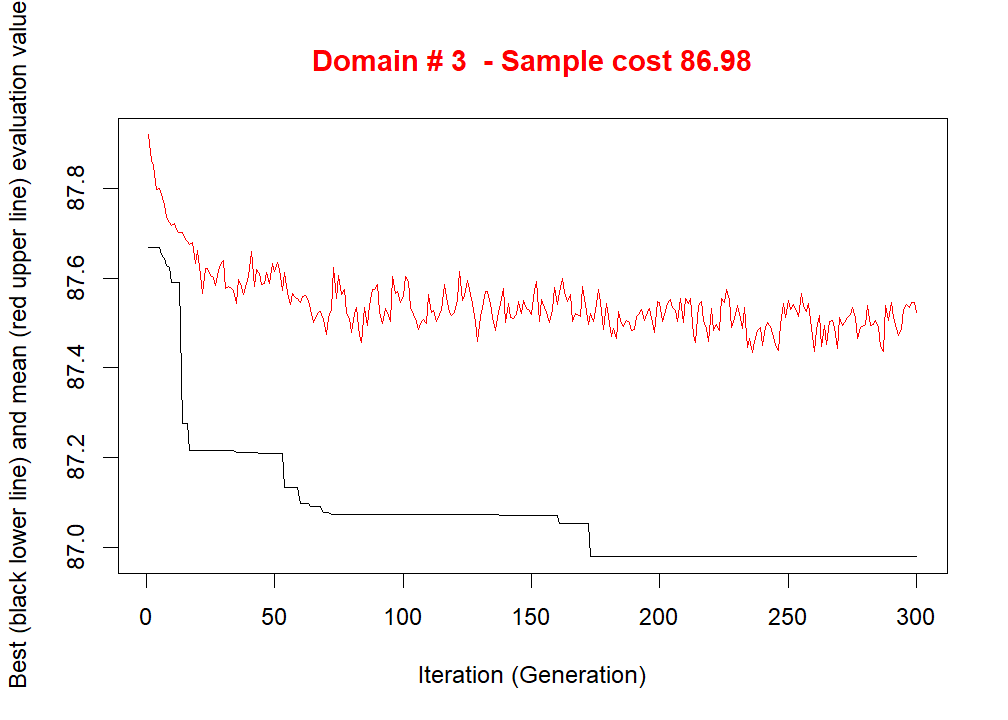 Domain # 3  - Sample cost 86.98
Best (black lower line) and mean (red upper line) evaluation value
87.8
87.6
87.4
87.2
87.0
0 50 100 150 200 250 300
Iteration (Generation)